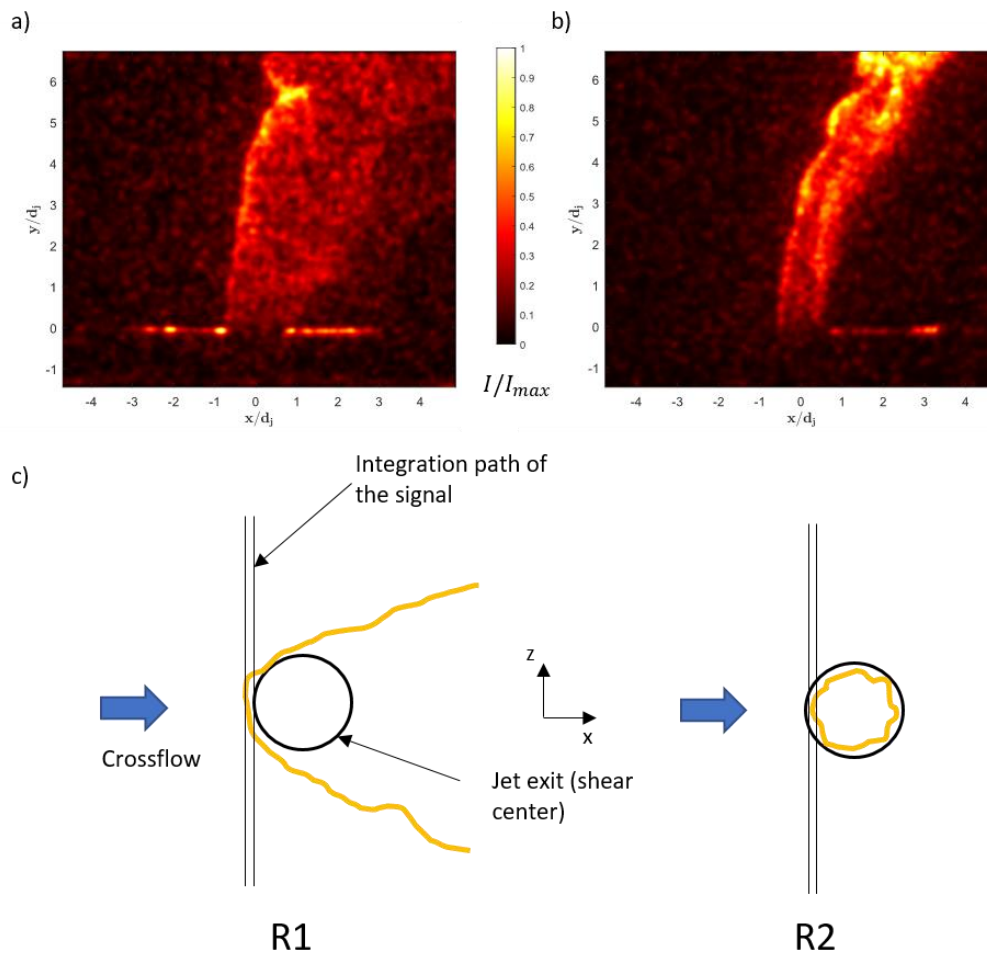 a)
b)
6
5
4
3
2
1
0
-1
y/dj
-4 -3 -2 -1 0 1 2 3 4
x/dj
1
0.9
0.8
0.7
0.6
0.5
0.4
0.3
0.2
0.1
0
I/Imax
6
5
4
3
2
1
0
-1
y/dj
-4 -3 -2 -1 0 1 2 3 4
x/dj
c)
Integration path of
the signal
Crossflow
z
x
Jet exit (shear
center)
R1
R2